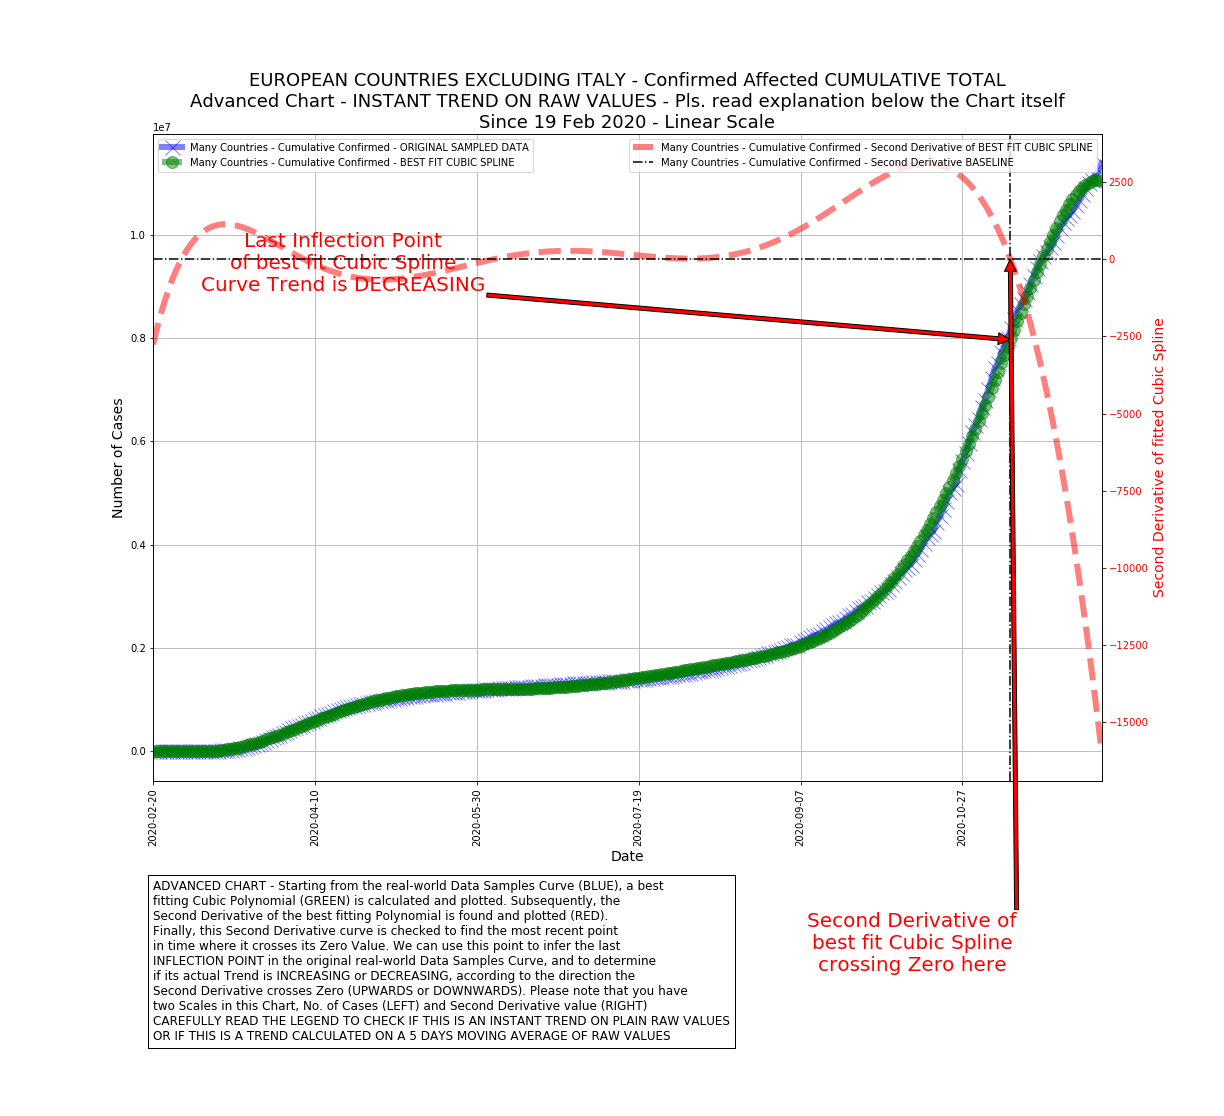 EUROPEAN COUNTRIES EXCLUDING ITALY - Confirmed Affected CUMULATIVE TOTAL
Advanced Chart - INSTANT TREND ON RAW VALUES - Pls. read explanation below the Chart itself
Since 19 Feb 2020 - Linear Scale
1e7
Many Countries - Cumulative Confirmed - ORIGINAL SAMPLED DATA
Many Countries - Cumulative Confirmed - BEST FIT CUBIC SPLINE
Many Countries - Cumulative Confirmed - Second Derivative of BEST FIT CUBIC SPLINE
Many Countries - Cumulative Confirmed - Second Derivative BASELINE
Last Inflection Point
of best fit Cubic Spline
Curve Trend is DECREASING
Number of Cases
1.0
0.8
0.6
0.4
0.2
0.0
2500
0
−2500
−5000
−7500
−10000
−12500
−15000
Second Derivative of fitted Cubic Spline
2020-02-20
2020-04-10
2020-05-30
2020-07-19
2020-09-07
2020-10-27
Date
Second Derivative of
best fit Cubic Spline
crossing Zero here
ADVANCED CHART - Starting from the real-world Data Samples Curve (BLUE), a best
fitting Cubic Polynomial (GREEN) is calculated and plotted. Subsequently, the
Second Derivative of the best fitting Polynomial is found and plotted (RED).
Finally, this Second Derivative curve is checked to find the most recent point
in time where it crosses its Zero Value. We can use this point to infer the last
INFLECTION POINT in the original real-world Data Samples Curve, and to determine
if its actual Trend is INCREASING or DECREASING, according to the direction the
Second Derivative crosses Zero (UPWARDS or DOWNWARDS). Please note that you have
two Scales in this Chart, No. of Cases (LEFT) and Second Derivative value (RIGHT)
CAREFULLY READ THE LEGEND TO CHECK IF THIS IS AN INSTANT TREND ON PLAIN RAW VALUES
OR IF THIS IS A TREND CALCULATED ON A 5 DAYS MOVING AVERAGE OF RAW VALUES